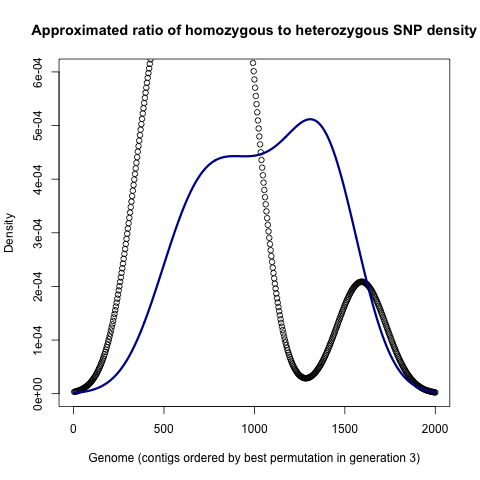 Approximated ratio of homozygous to heterozygous SNP density
6e-04
5e-04
4e-04
3e-04
2e-04
1e-04
0e+00
Density
0 500 1000 1500 2000
Genome (contigs ordered by best permutation in generation 3)